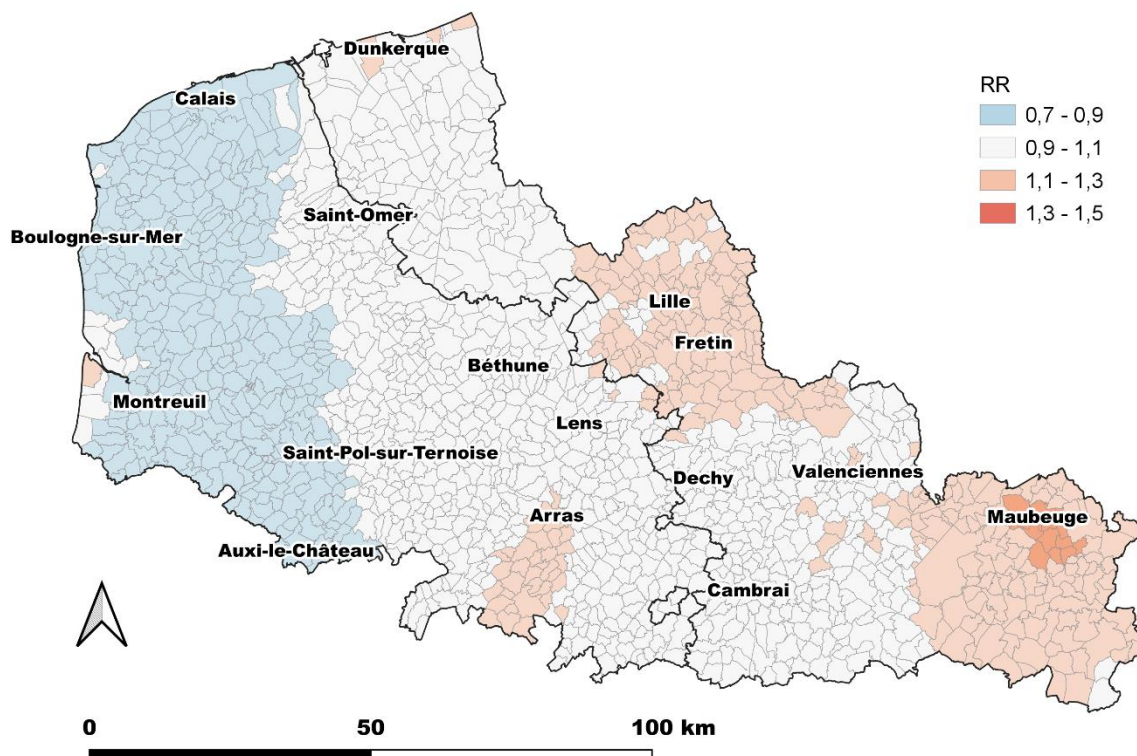 Dunkerque
RR
Calais
0,7 - 0,9
0,9 - 1,1
1,1 - 1,3
1,3 - 1,5
Saint-Omer
Boulogne-sur-Mer
Lille
Fretin
Béthune
Montreuil
Lens
Saint-Pol-sur-Ternoise
Dechy
Valenciennes
Arras
Maubeuge
Auxi-le-Château
Cambrai
0 50 100 km